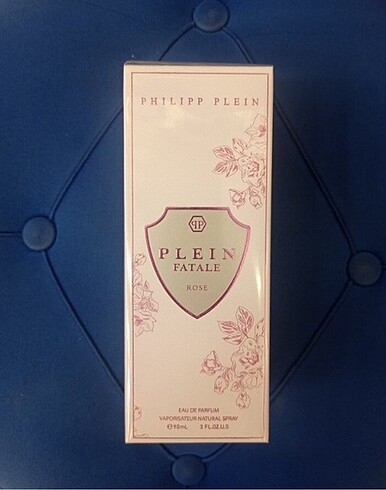 PHILIPP PLEIN
PLEIN
FATALE
ROSE
EAU DE PARFUM
VAPORISATEUR NATURAL SPRAY
℮90mL 3 FL.OZ.U.S